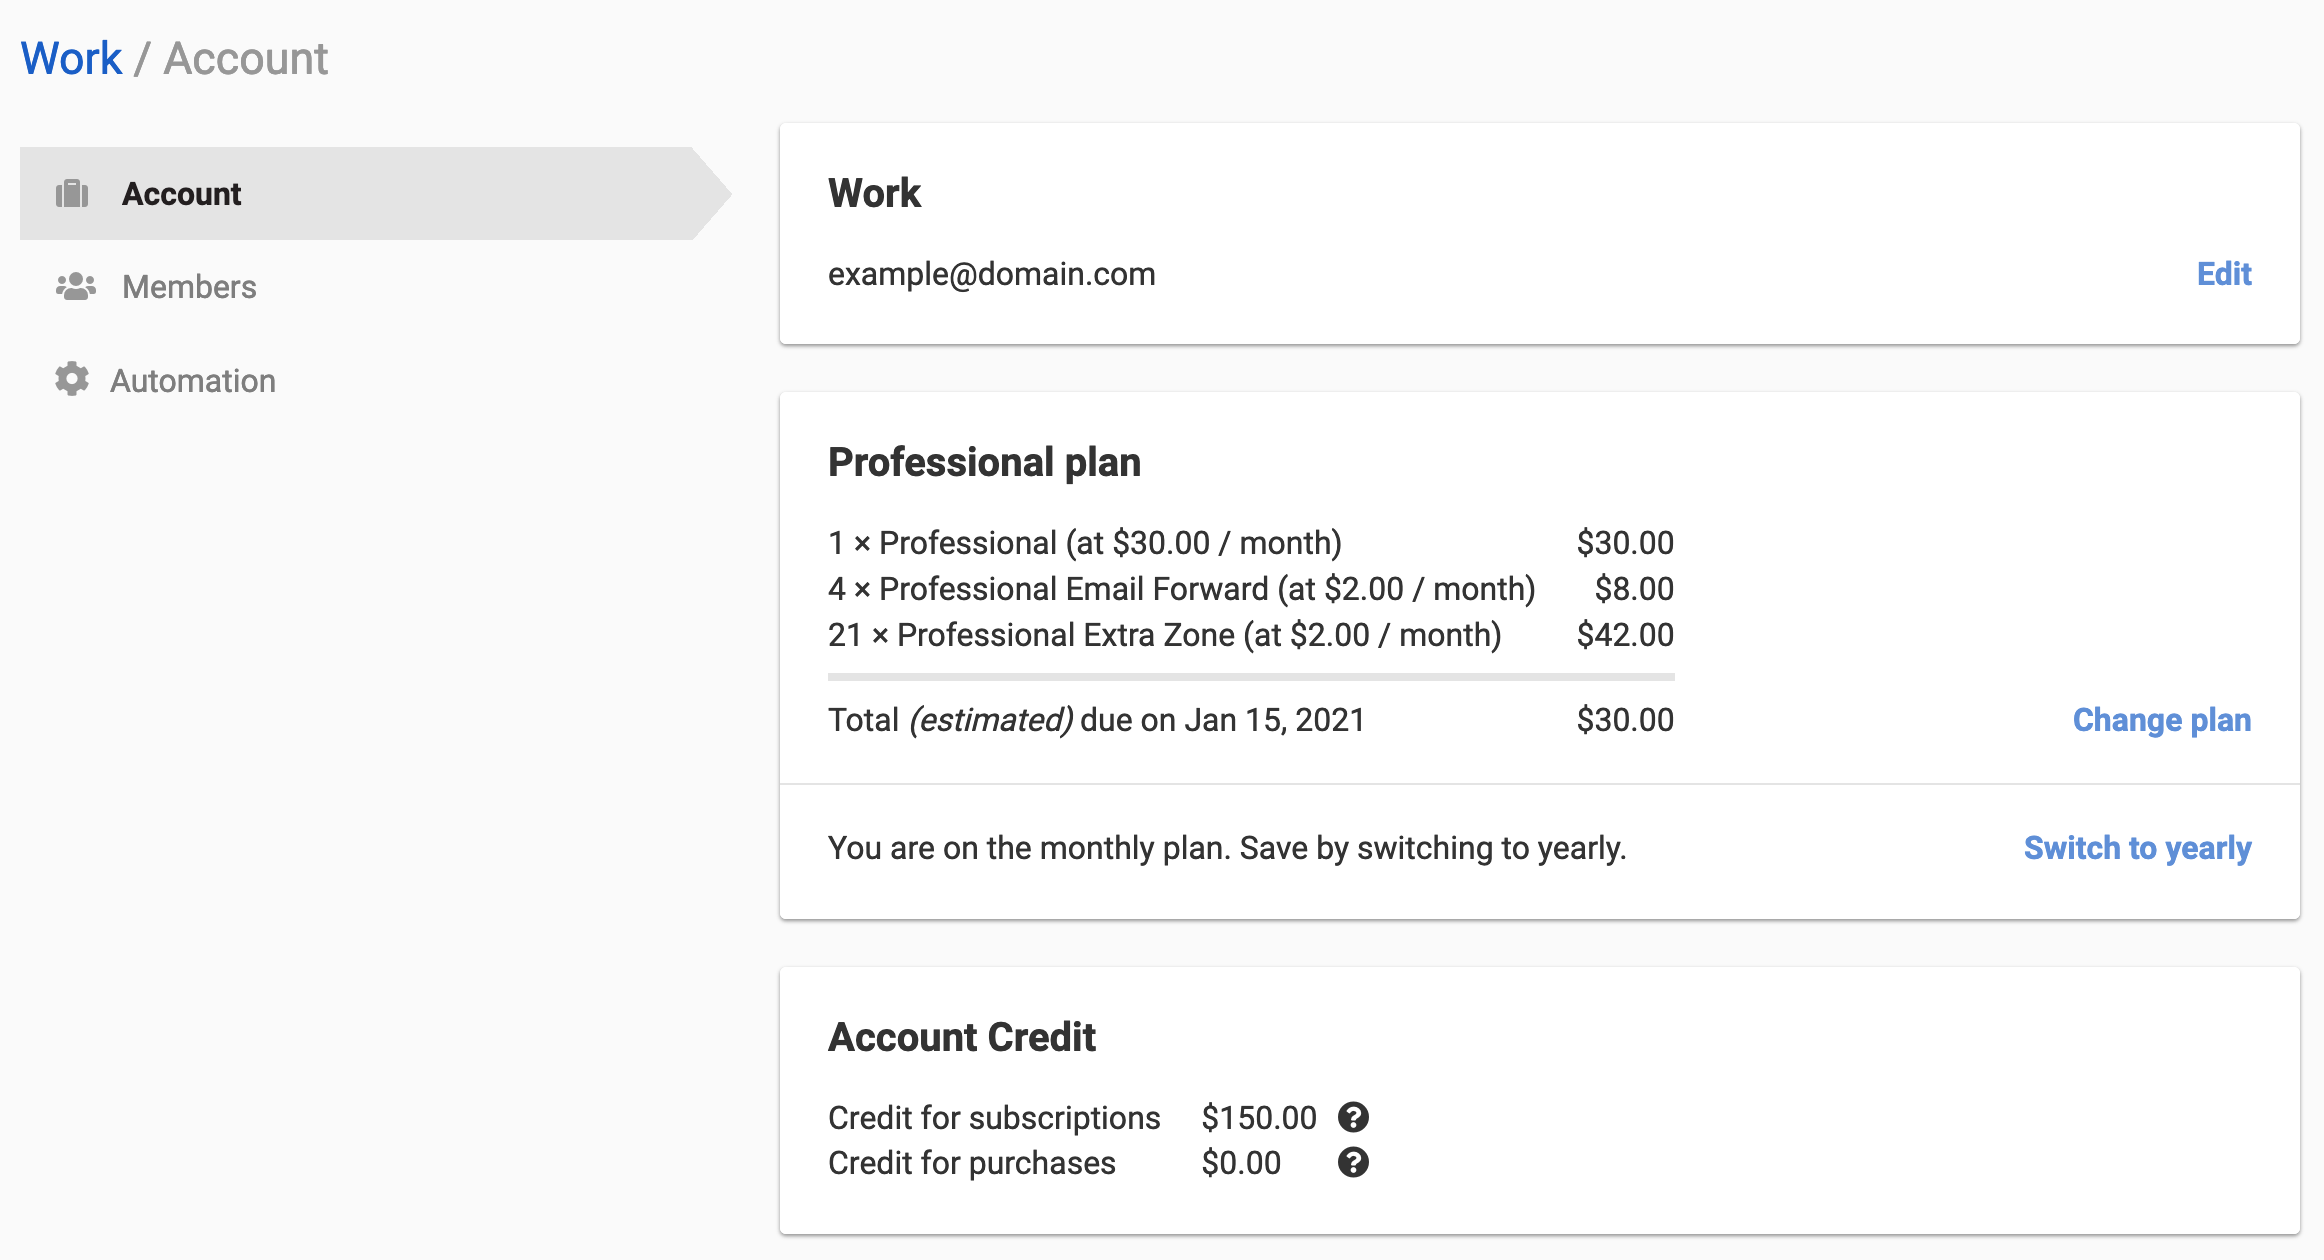 Work / Account
Account
Members
Automation
Work
example@domain.com
Edit
Professional plan
1 × Professional (at $30.00 / month) $30.00
4 × Professional Email Forward (at $2.00 / month) $8.00
21 × Professional Extra Zone (at $2.00 / month) $42.00
Total (estimated) due on Jan 15, 2021 $30.00
Change plan
You are on the monthly plan. Save by switching to yearly.
Switch to yearly
Account Credit
Credit for subscriptions $150.00 ?
Credit for purchases $0.00 ?